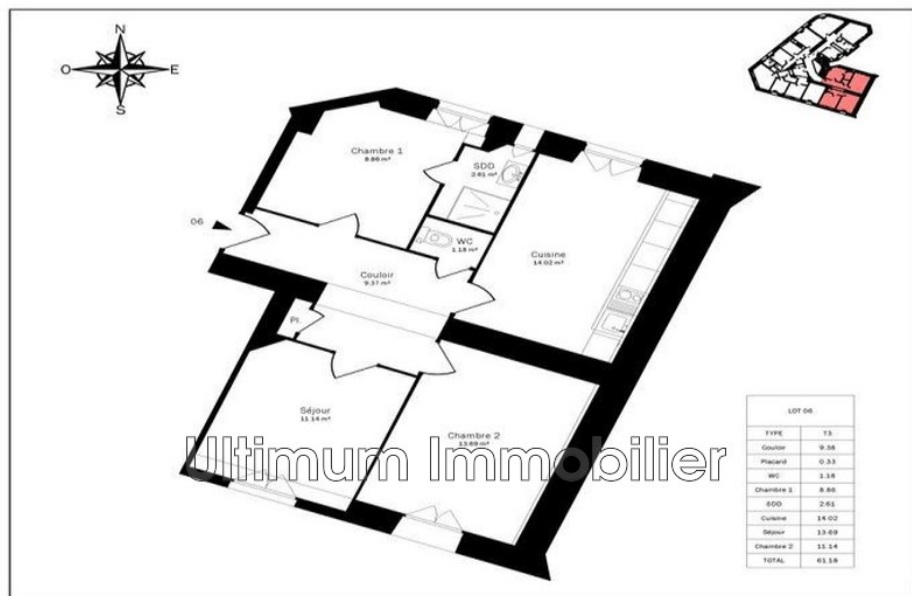 N
O
E
S
Chambre 1
8.86 m²
SDD
2.61 m²
06
WC
1.18 m²
Cuisine
14.02 m²
Couloir
9.37 m²
Pl.
Séjour
11.14 m²
Chambre 2
13.69 m²
Ultimum Immobilier
LOT 06
TYPE T3
Couloir 9.38
Placard 0.33
WC 1.18
Chambre 1 8.86
SDD 2.61
Cuisine 14.02
Séjour 13.69
Chambre 2 11.14
TOTAL 61.18